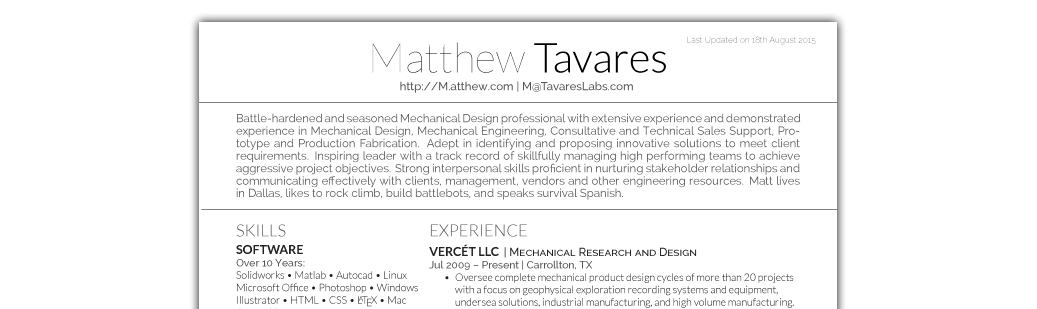 Last Updated on 18th August 2015
Matthew Tavares
http://M.atthew.com | M@TavaresLabs.com
Battle-hardened and seasoned Mechanical Design professional with extensive experience and demonstrated
experience in Mechanical Design, Mechanical Engineering, Consultative and Technical Sales Support, Pro-
totype and Production Fabrication. Adept in identifying and proposing innovative solutions to meet client
requirements. Inspiring leader with a track record of skillfully managing high performing teams to achieve
aggressive project objectives. Strong interpersonal skills proficient in nurturing stakeholder relationships and
communicating effectively with clients, management, vendors and other engineering resources. Matt lives
in Dallas, likes to rock climb, build battlebots, and speaks survival Spanish.
SKILLS
SOFTWARE
Over 10 Years:
Solidworks • Matlab • Autocad • Linux
Microsoft Office • Photoshop • Windows
Illustrator • HTML • CSS • LATEX • Mac
EXPERIENCE
VERCÉT LLC | Mechanical Research and Design
Jul 2009 – Present | Carrollton, TX
• Oversee complete mechanical product design cycles of more than 20 projects
with a focus on geophysical exploration recording systems and equipment,
undersea solutions, industrial manufacturing, and high volume manufacturing.